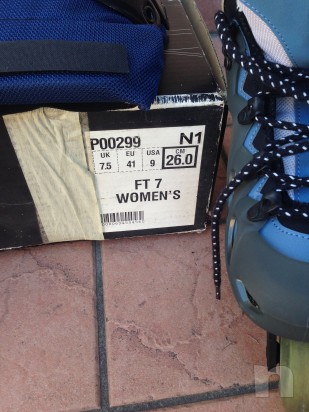 P00299 N1
UK EU USA CM
7.5 41 9 26.0
FT 7
WOMEN'S
n